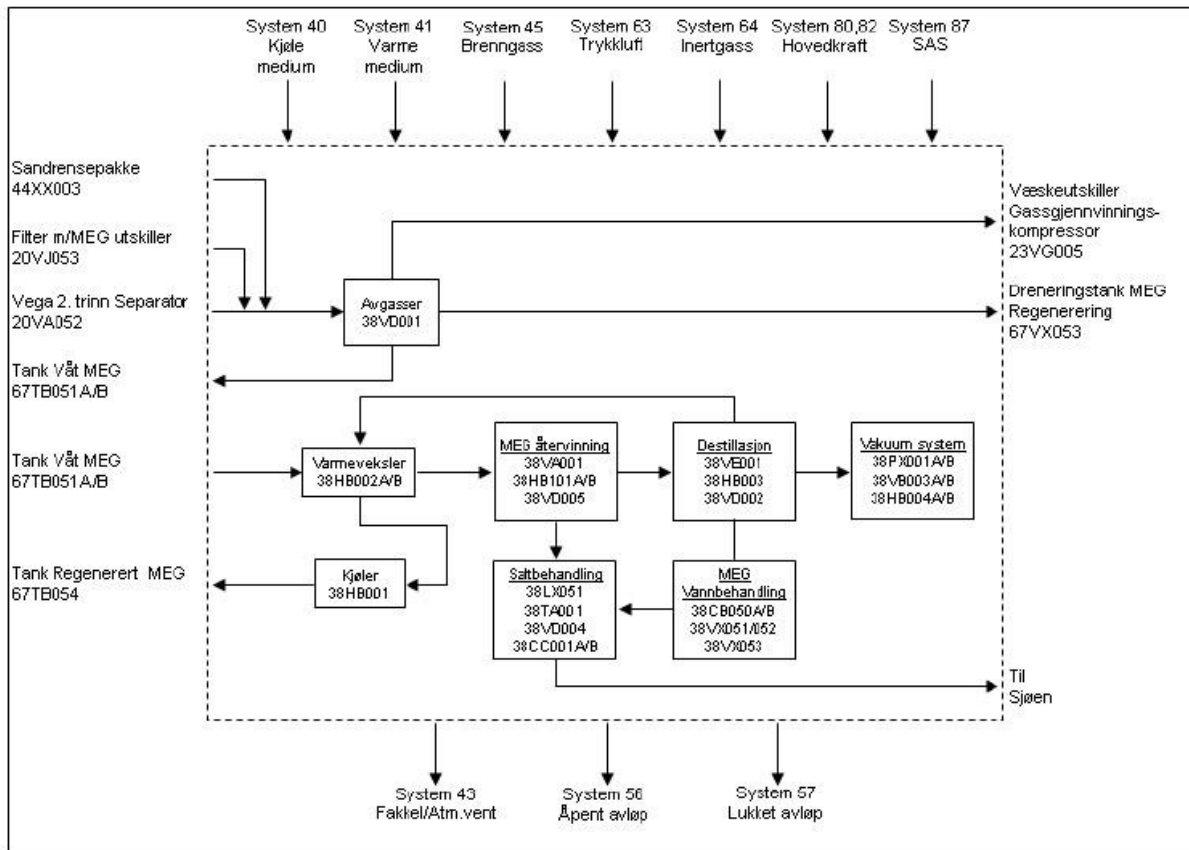 System 40
Kjøle
medium
System 41
Varme
medium
System 45
Brenngass
System 63
Trykkluft
System 64
Inertgass
System 80,82
Hovedkraft
System 87
SAS
Sandrensepakke
44XX003
Filter m/MEG utskiller
20VJ053
Vega 2. trinn Separator
20VA052
Tank Våt MEG
67TB051A/B
Tank Våt MEG
67TB051A/B
Tank Regenerert MEG
67TB054
Avgasser
38VD001
Væskeutskiller
Gassgjennvinnings-
kompressor
23VG005
Dreneringstank MEG
Regenerering
67VX053
Varmeveksler
38HB002A/B
MEG återvinning
38VA001
38HB101A/B
38VD005
Destillasjon
38VE001
38HB003
38VD002
Vakuum system
38PX001A/B
38VB003A/B
38HB004A/B
Kjøler
38HB001
Saltbehandling
38LX051
38TA001
38VD004
38CC001A/B
MEG
Vannbehandling
38CB050A/B
38VX051/052
38VX053
Til
Sjøen
System 43
Fakkel/Atm.vent
System 56
Åpent avløp
System 57
Lukket avløp